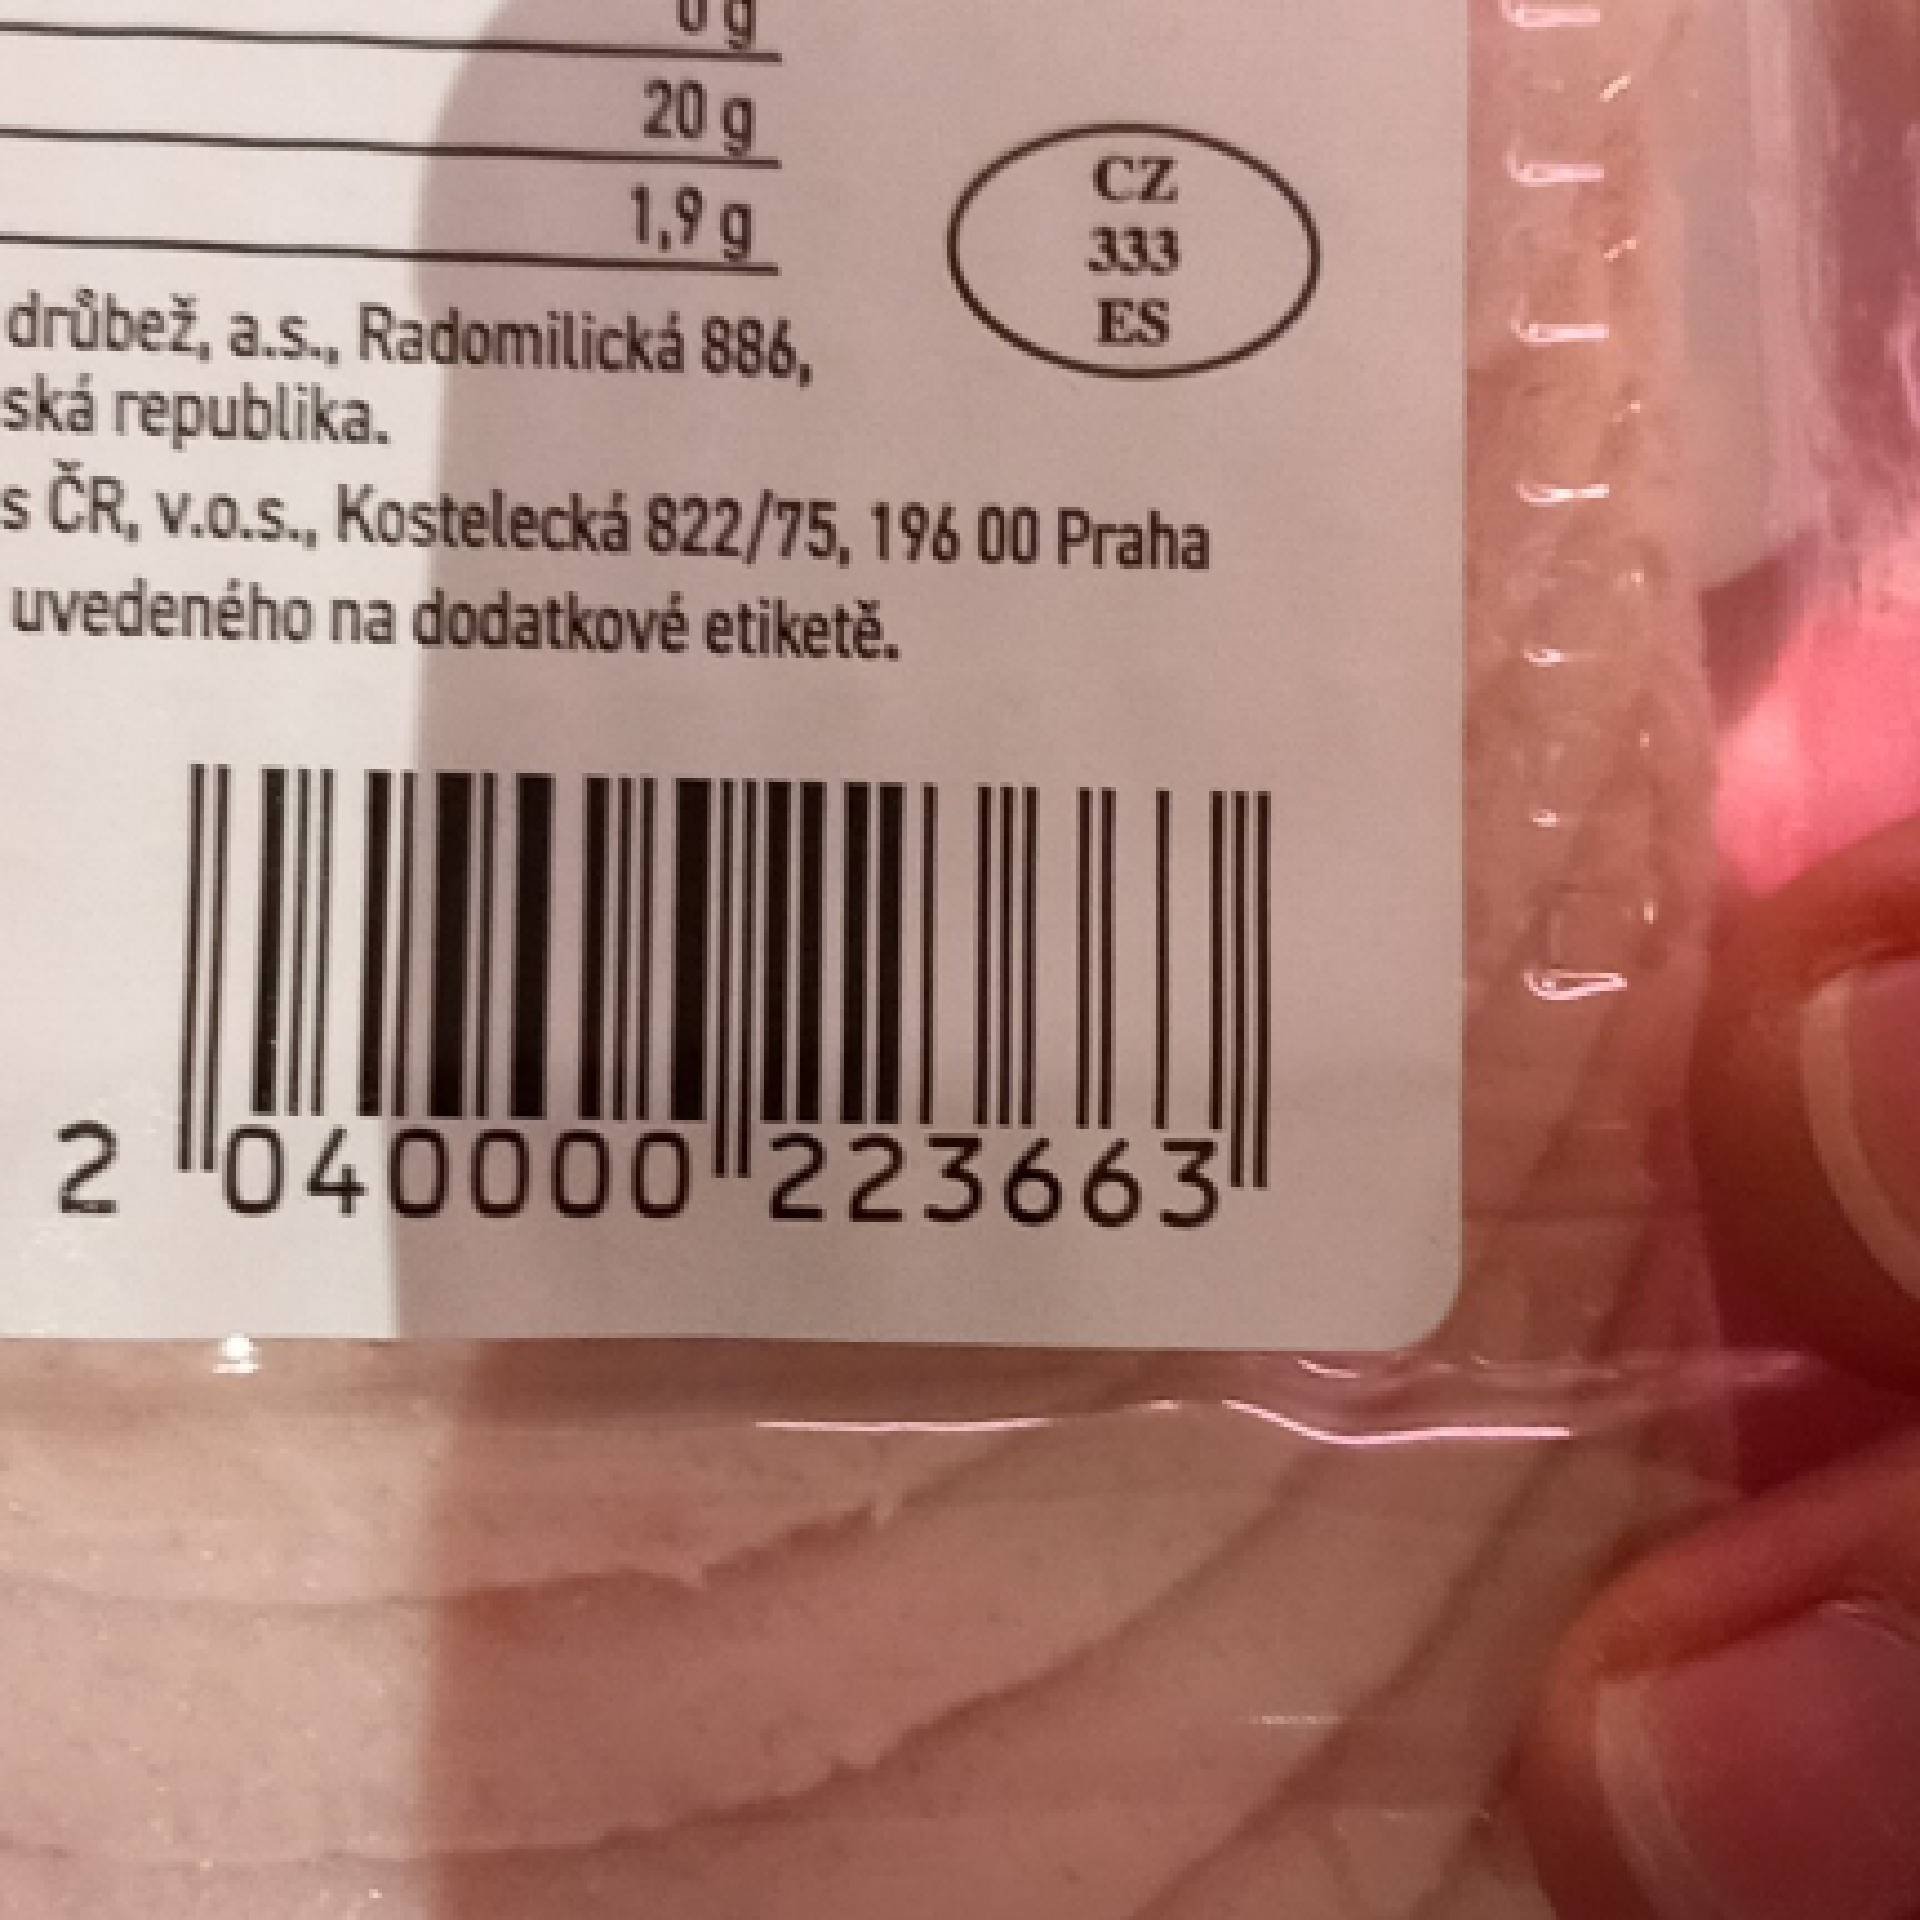 20 g
1,9 g
CZ
333
ES
drůbež, a.s., Radomilická 886,
republika.
ČR, v.o.s., Kostelecká 822/75, 196 00 Praha
uvedeného na dodatkové etiketě.
2 040000 223663